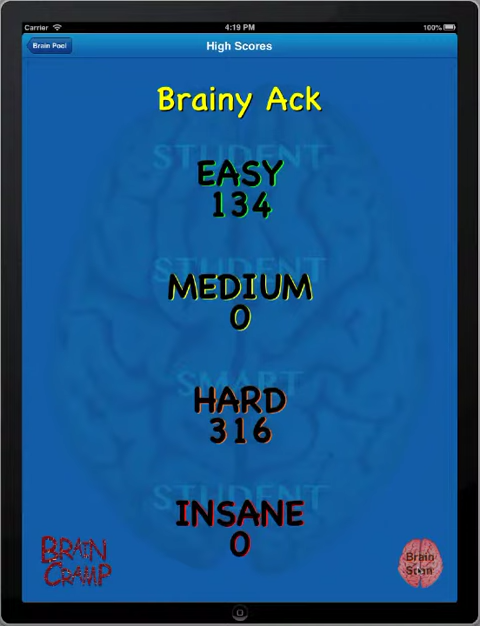 Carrier 4:19 PM 100%
Brain Pool High Scores
Brainy Ack
STUDENT
EASY
134
STUDENT
MEDIUM
0
SMART
HARD
316
STUDENT
INSANE
0
BRAIN
CRAMP
Brain
Scan